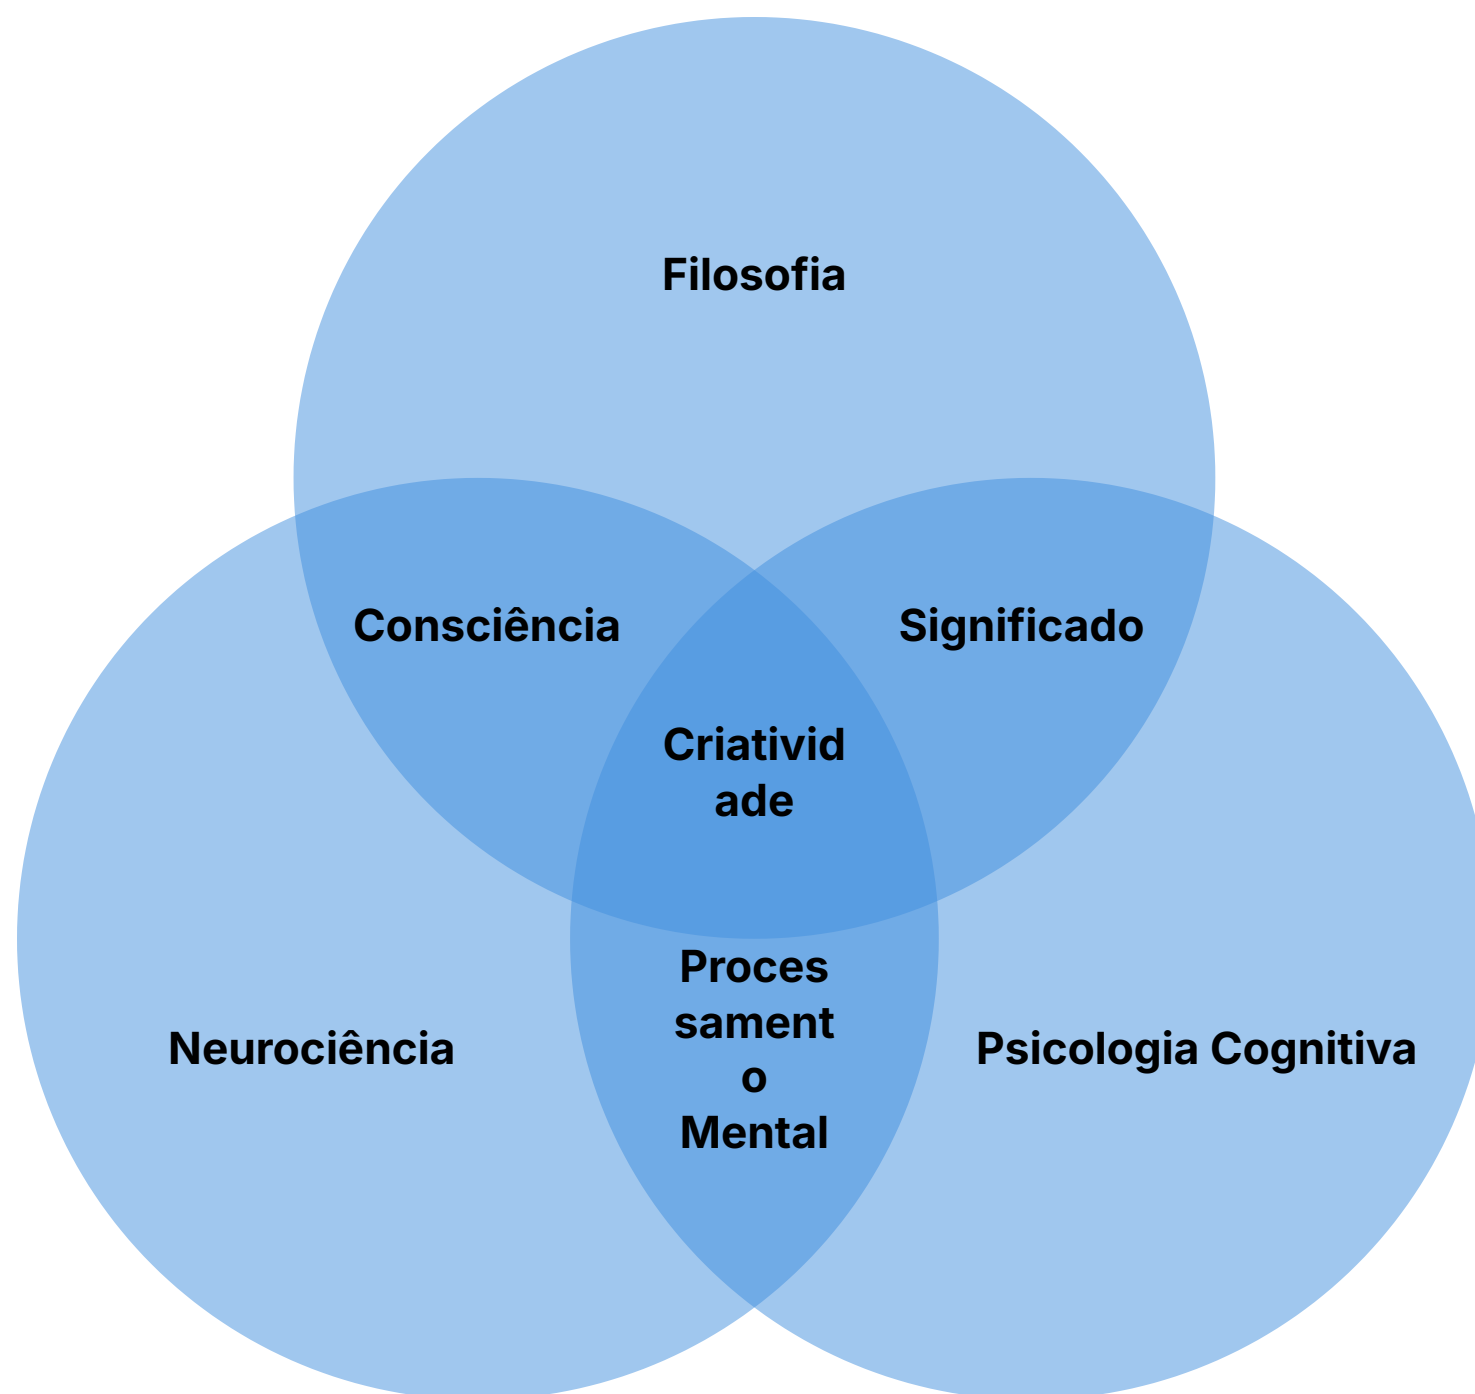 Filosofia
Consciência
Significado
Criativid
ade
Proces
sament
o
Mental
Neurociência
Psicologia Cognitiva